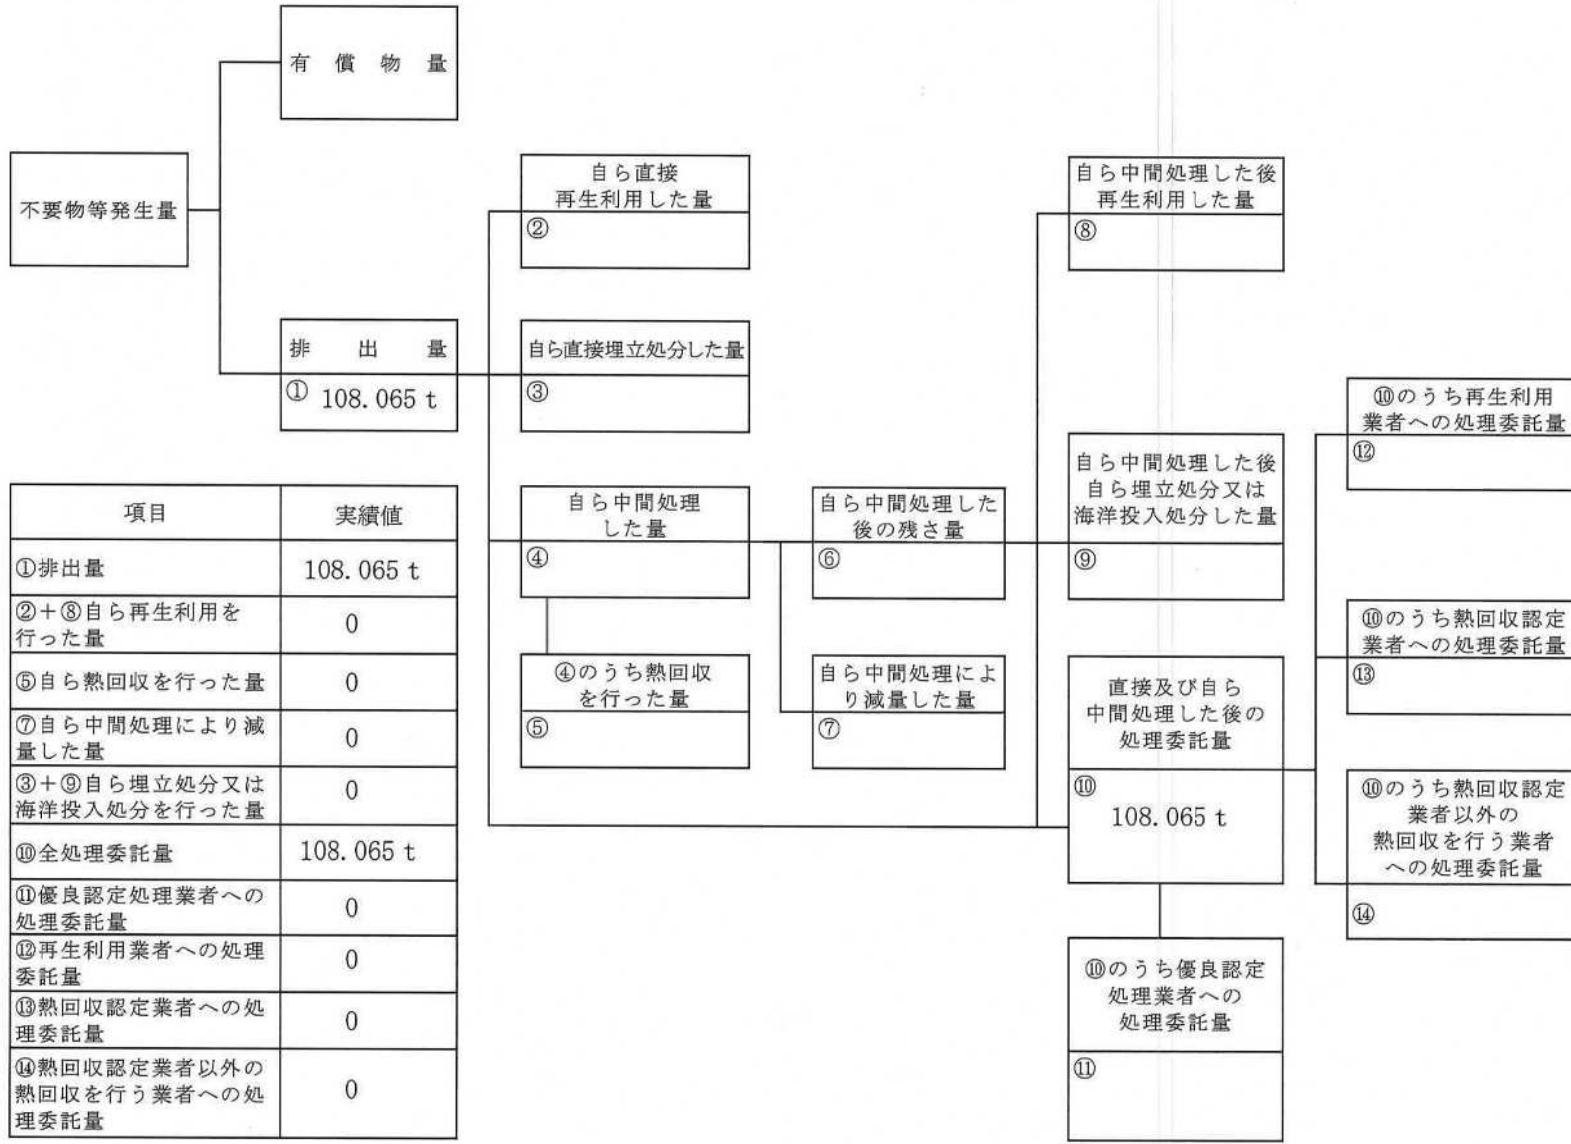 有償物量
不要物等発生量
排出量
① 108.065 t
自ら直接
再生利用した量
②
自ら直接埋立処分した量
③
自ら中間処理
した量
④
④のうち熱回収
を行った量
⑤
自ら中間処理した
後の残さ量
⑥
自ら中間処理によ
り減量した量
⑦
自ら中間処理した後
再生利用した量
⑧
自ら中間処理した後
自ら埋立処分又は
海洋投入処分した量
⑨
直接及び自ら
中間処理した後の
処理委託量
⑩
108.065 t
⑩のうち優良認定
処理業者への
処理委託量
⑪
⑩のうち再生利用
業者への処理委託量
⑫
⑩のうち熱回収認定
業者への処理委託量
⑬
⑩のうち熱回収認定
業者以外の
熱回収を行う業者
への処理委託量
⑭
項目 実績値
①排出量 108.065 t
②+⑧自ら再生利用を
行った量 0
⑤自ら熱回収を行った量 0
⑦自ら中間処理により減
量した量 0
③+⑨自ら埋立処分又は
海洋投入処分を行った量 0
⑩全処理委託量 108.065 t
⑪優良認定処理業者への
処理委託量 0
⑫再生利用業者への処理
委託量 0
⑬熱回収認定業者への処
理委託量 0
⑭熱回収認定業者以外の
熱回収を行う業者への処
理委託量 0